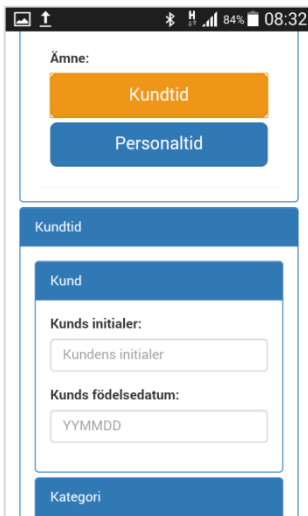 84% 08:32
Ämne:
Kundtid
Personaltid
Kundtid
Kund
Kunds initialer:
Kundens initialer
Kunds födelsedatum:
YYMMDD
Kategori